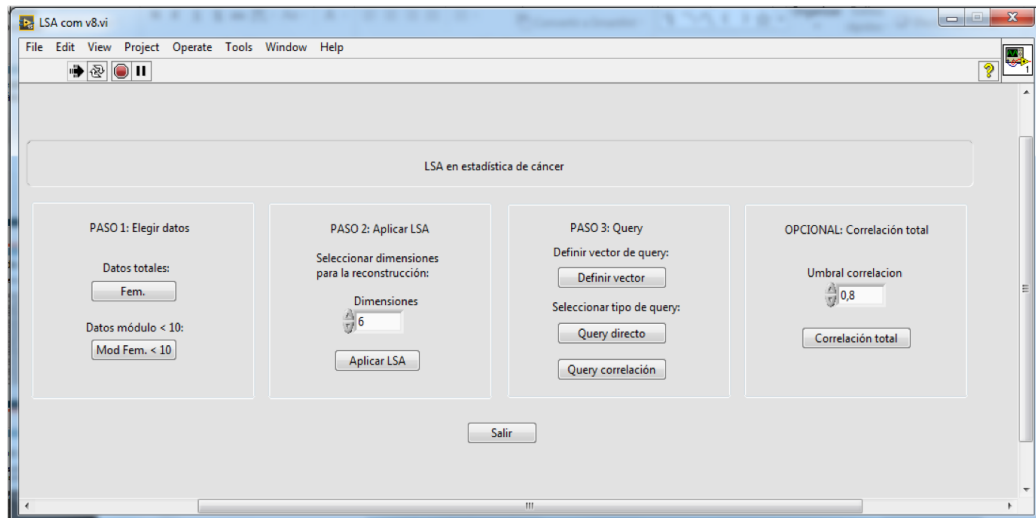 LSA com v8.vi
File Edit View Project Operate Tools Window Help
1
LSA en estadística de cáncer
PASO 1: Elegir datos
Datos totales:
Fem.
Datos módulo < 10:
Mod Fem. < 10
PASO 2: Aplicar LSA
Seleccionar dimensiones
para la reconstrucción:
Dimensiones
6
Aplicar LSA
PASO 3: Query
Definir vector de query:
Definir vector
Seleccionar tipo de query:
Query directo
Query correlación
OPCIONAL: Correlación total
Umbral correlacion
0,8
Correlación total
Salir